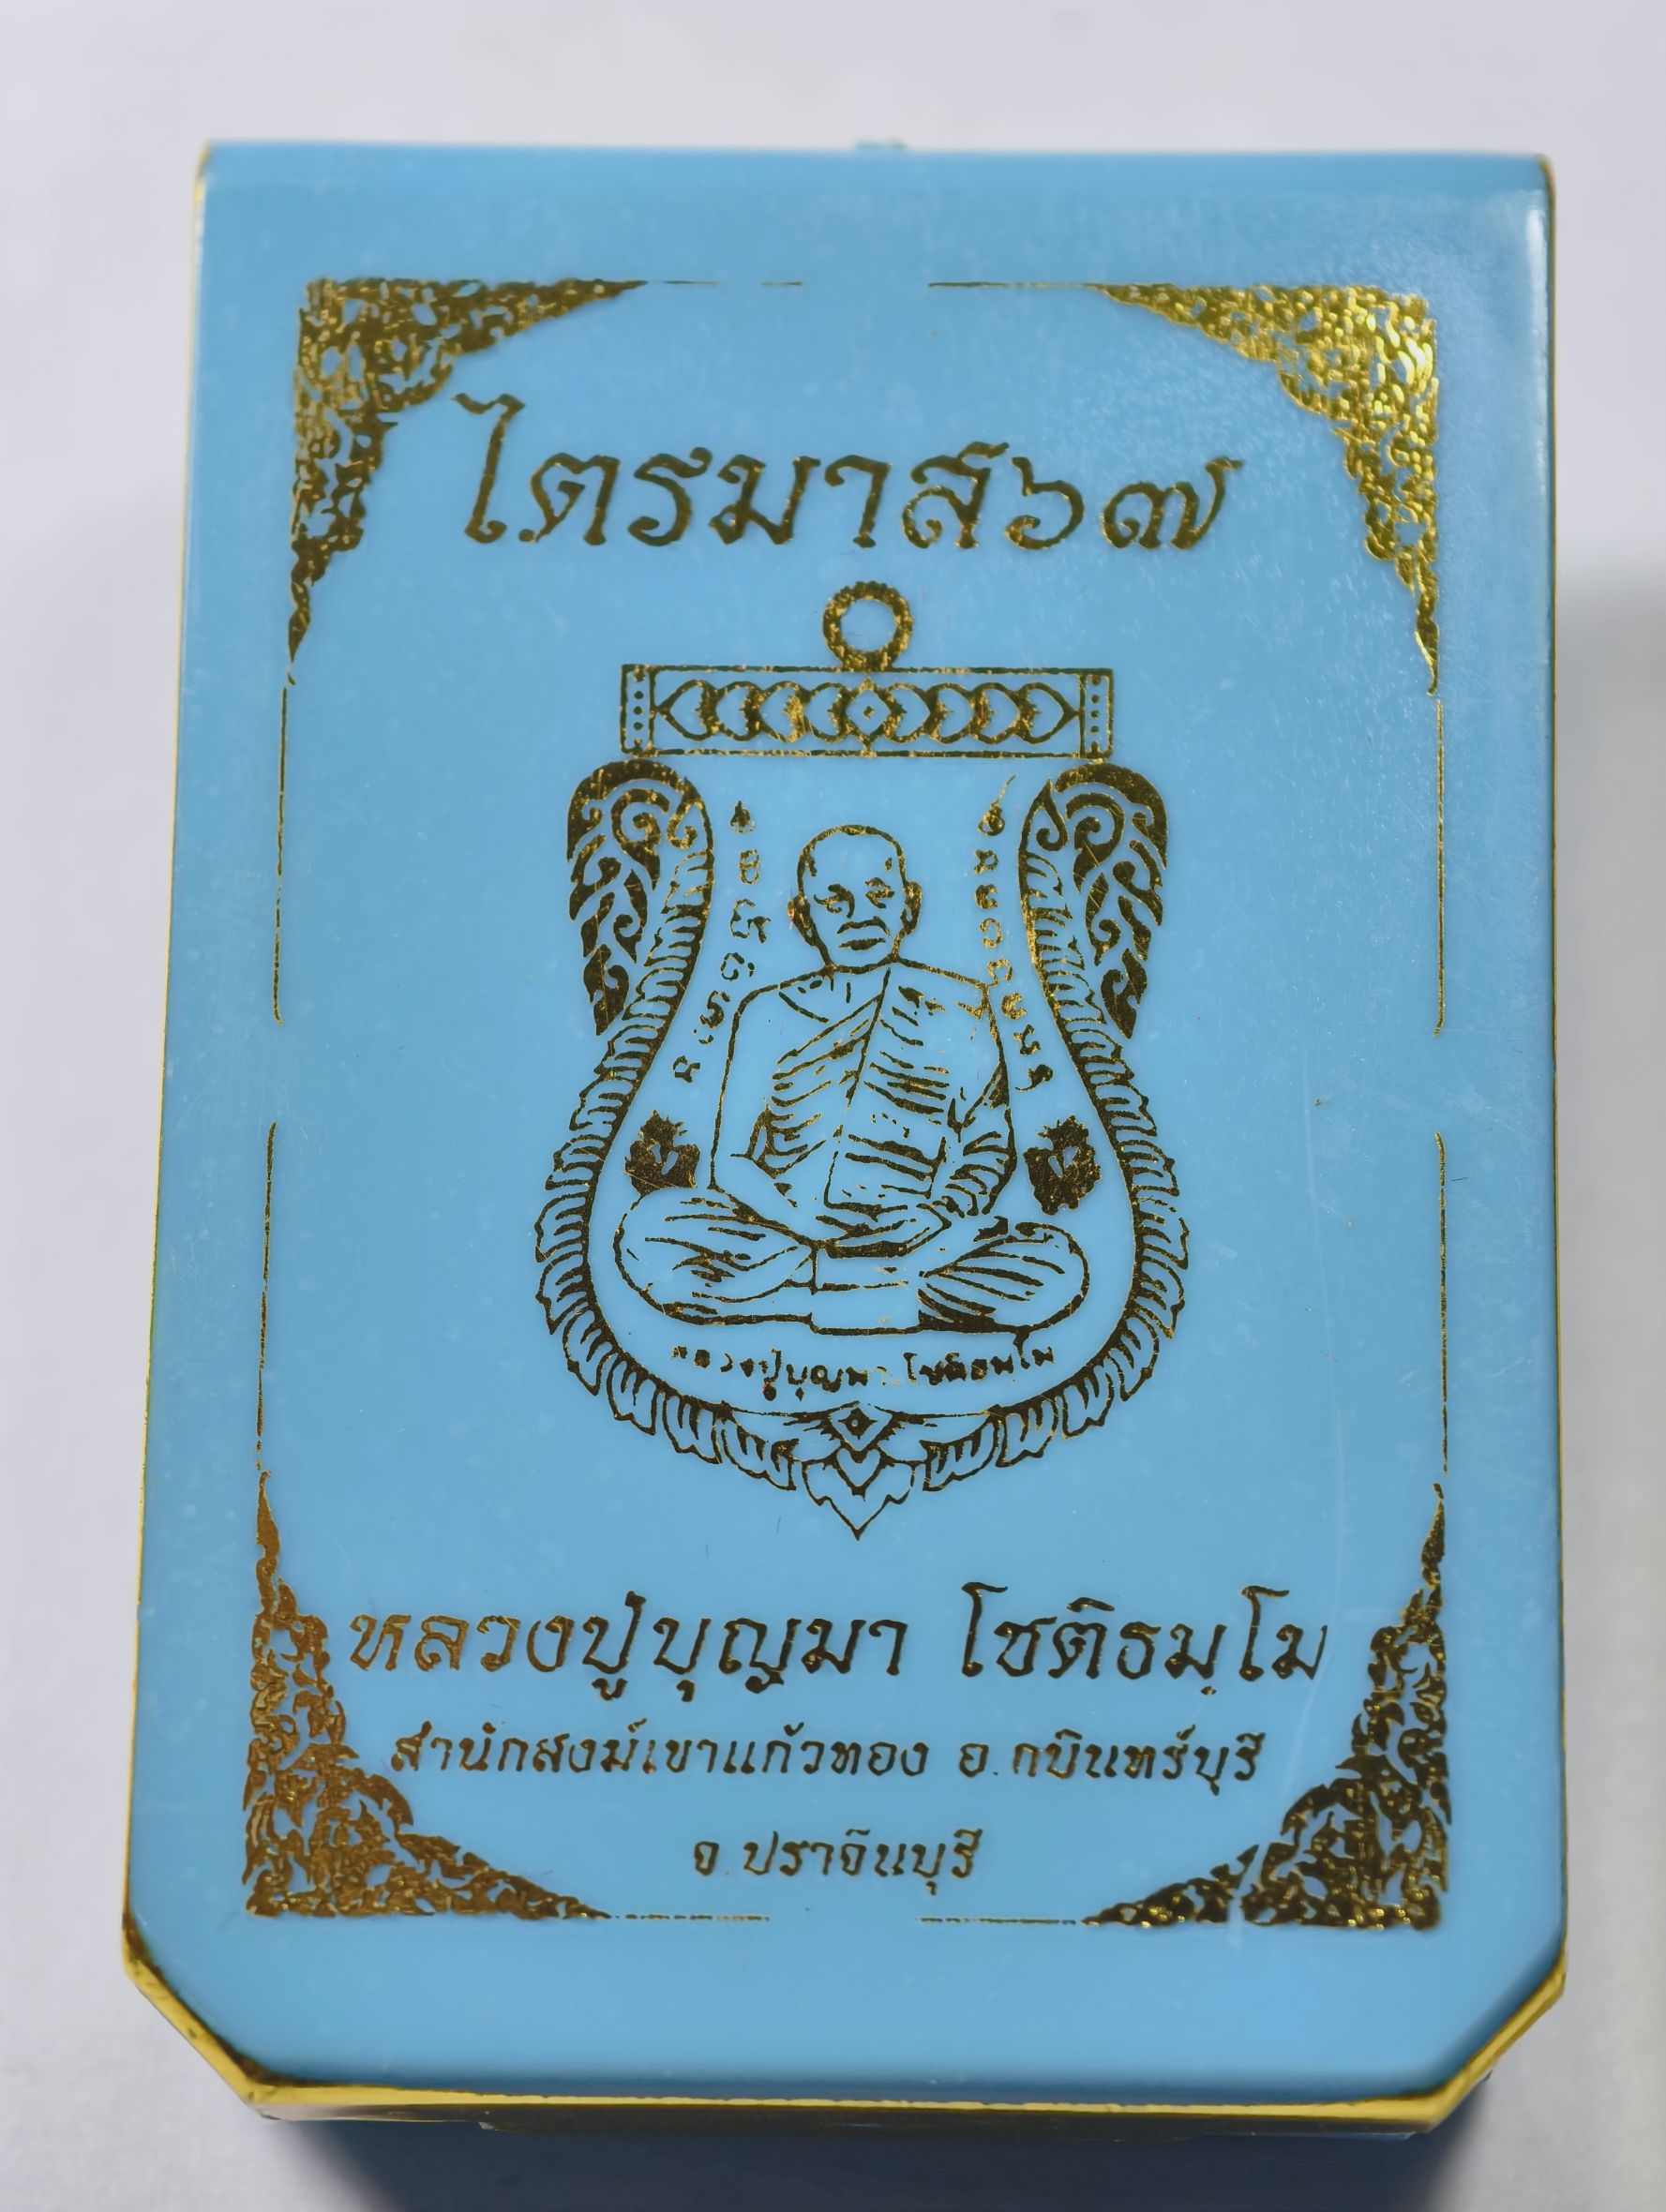 ไตรมาส๖๗
หลวงปู่บุญมา โชติธมฺโม
หลวงปู่บุญมา โชติธมฺโม
สำนักสงฆ์เขาแก้วทอง อ.กบินทร์บุรี
จ.ปราจีนบุรี